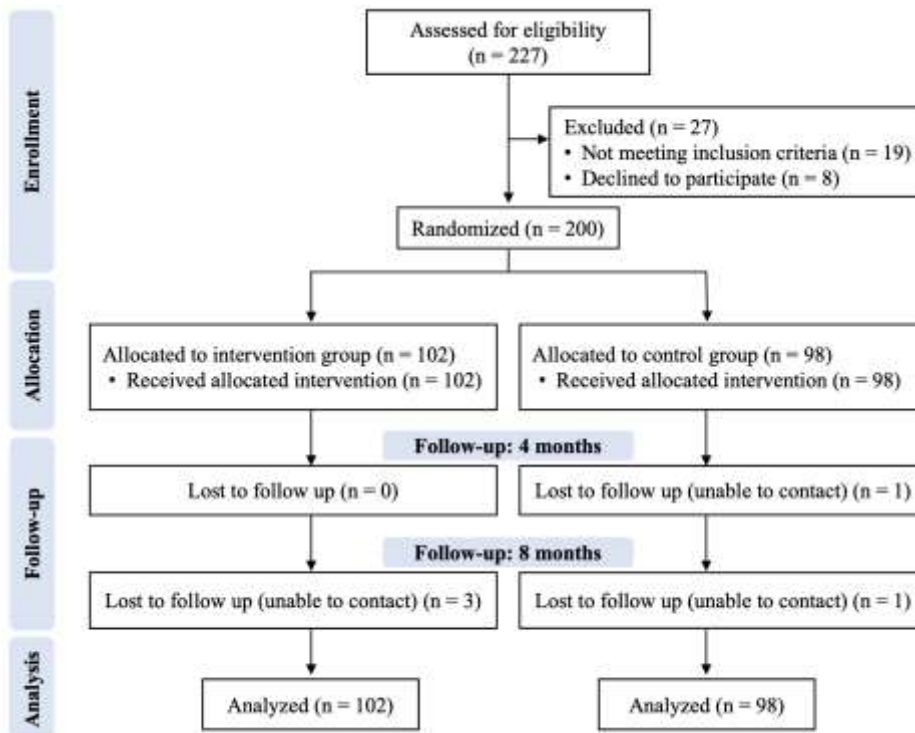 Assessed for eligibility
(n = 227)
Enrollment
Excluded (n = 27)
• Not meeting inclusion criteria (n = 19)
• Declined to participate (n = 8)
Randomized (n = 200)
Allocation
Allocated to intervention group (n = 102)
• Received allocated intervention (n = 102)
Allocated to control group (n = 98)
• Received allocated intervention (n = 98)
Follow-up: 4 months
Follow-up
Lost to follow up (n = 0)
Lost to follow up (unable to contact) (n = 1)
Follow-up: 8 months
Lost to follow up (unable to contact) (n = 3)
Lost to follow up (unable to contact) (n = 1)
Analysis
Analyzed (n = 102)
Analyzed (n = 98)